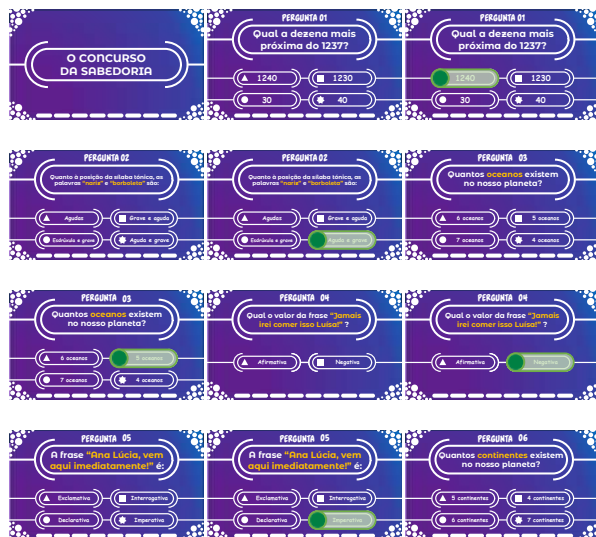 O CONCURSO
DA SABEDORIA
PERGUNTA 01
Qual a dezena mais
próxima do 1237?
1240
1230
30
40
PERGUNTA 01
Qual a dezena mais
próxima do 1237?
1240
1230
30
40
PERGUNTA 02
Quanto à posição da sílaba tónica, as
palavras "nariz" e "borboleta" são:
Agudas
Grave e aguda
Esdrúxula e grave
Aguda e grave
PERGUNTA 02
Quanto à posição da sílaba tónica, as
palavras "nariz" e "borboleta" são:
Agudas
Grave e aguda
Esdrúxula e grave
Aguda e grave
PERGUNTA 03
Quantos oceanos existem
no nosso planeta?
6 oceanos
5 oceanos
7 oceanos
4 oceanos
PERGUNTA 03
Quantos oceanos existem
no nosso planeta?
6 oceanos
5 oceanos
7 oceanos
4 oceanos
PERGUNTA 04
Qual o valor da frase "Jamais
irei comer isso Luísa!" ?
Afirmativa
Negativa
PERGUNTA 04
Qual o valor da frase "Jamais
irei comer isso Luísa!" ?
Afirmativa
Negativa
PERGUNTA 05
A frase "Ana Lúcia, vem
aqui imediatamente!" é:
Exclamativa
Interrogativa
Declarativa
Imperativa
PERGUNTA 05
A frase "Ana Lúcia, vem
aqui imediatamente!" é:
Exclamativa
Interrogativa
Declarativa
Imperativa
PERGUNTA 06
Quantos continentes existem
no nosso planeta?
5 continentes
4 continentes
6 continentes
7 continentes